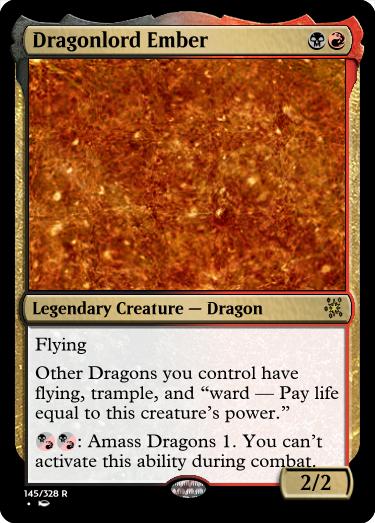 Dragonlord Ember
Legendary Creature — Dragon
Flying
Other Dragons you control have
flying, trample, and “ward — Pay life
equal to this creature's power.”
: Amass Dragons 1. You can't
activate this ability during combat.
2/2
145/328 R